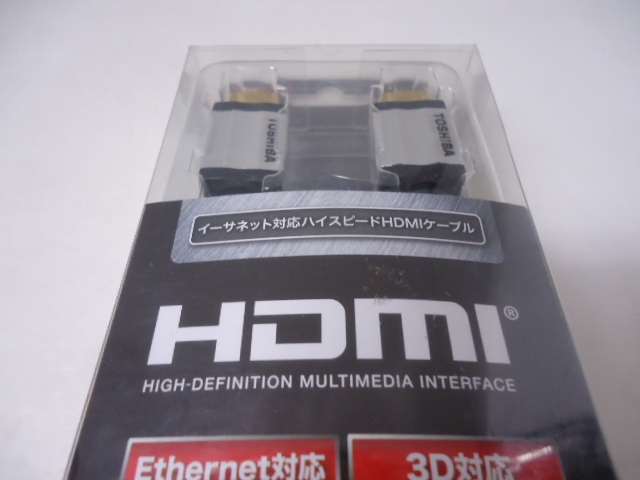 TOSHIBA
TOSHIBA
イーサネット対応ハイスピードHDMIケーブル
HDMI®
HIGH-DEFINITION MULTIMEDIA INTERFACE
Ethernet対応
3D対応